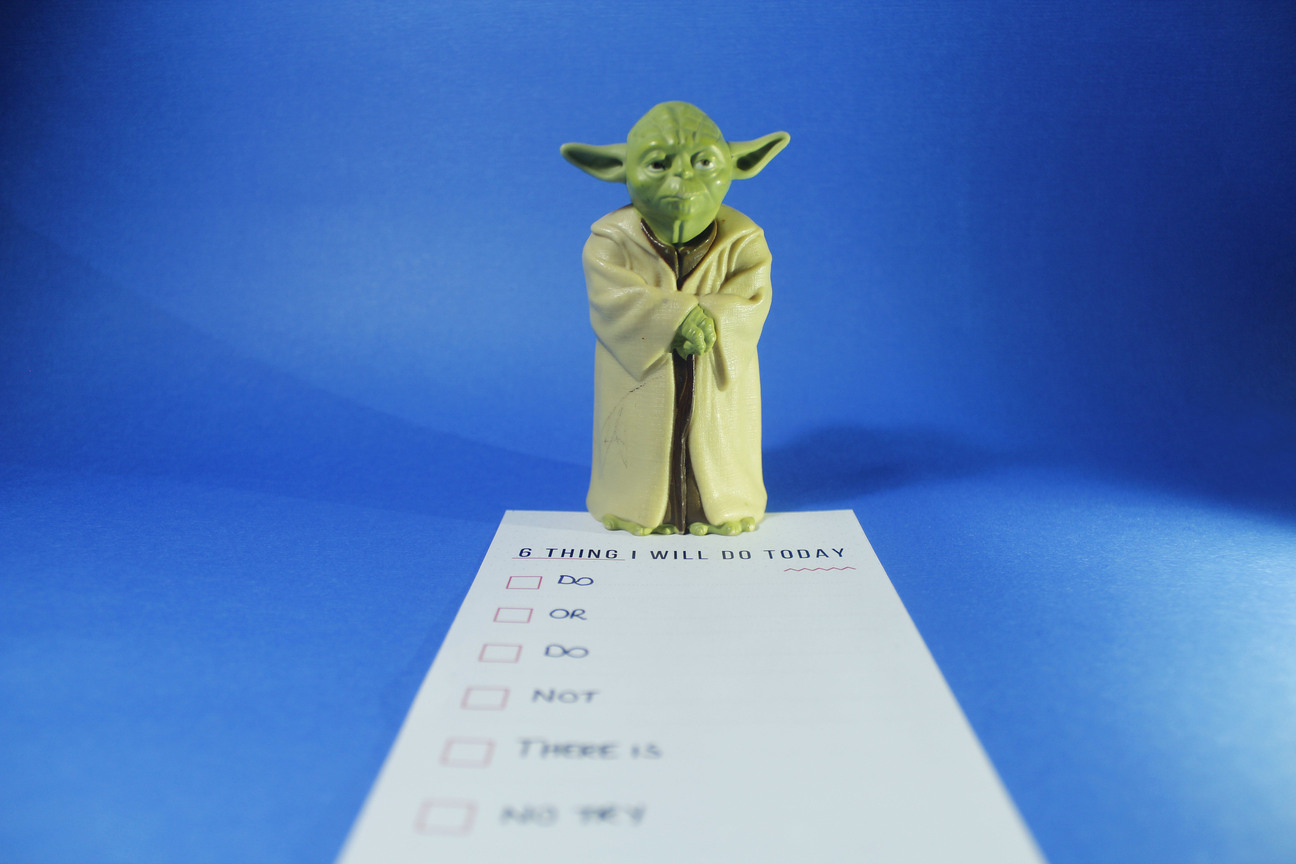 6 THING I WILL DO TODAY
DO
OR
DO
NOT
THERE IS
NO TRY